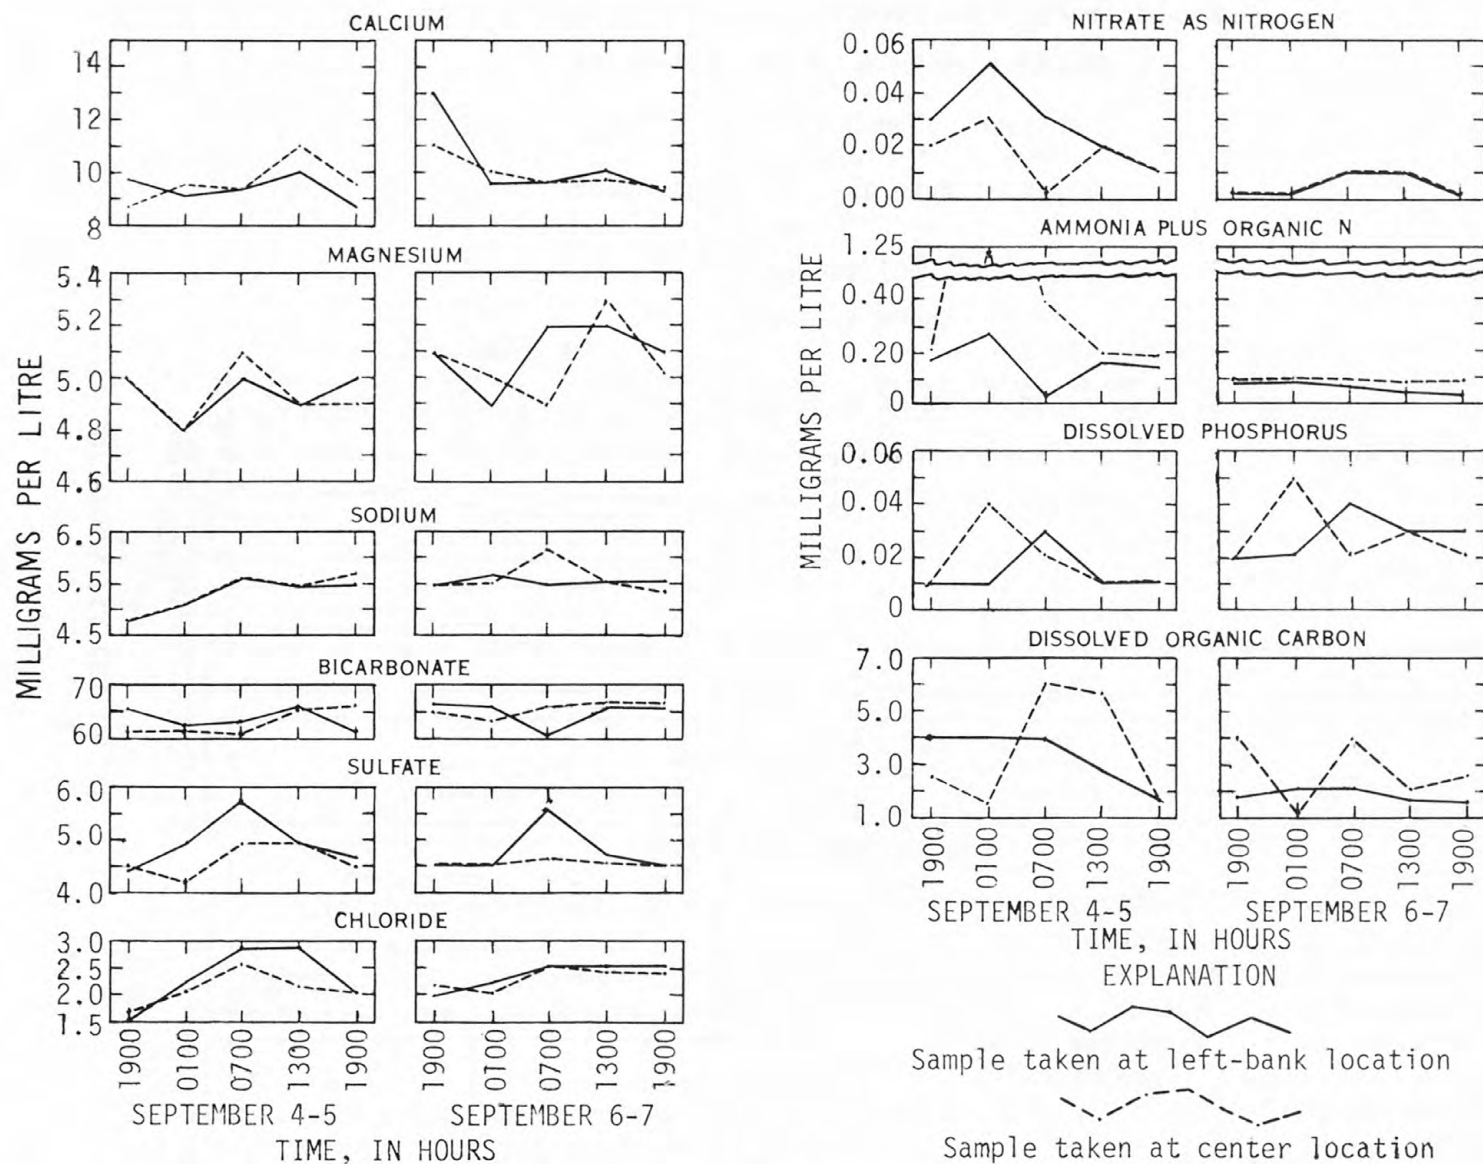 CALCIUM
14
12
10
8
MAGNESIUM
5.4
5.2
5.0
4.8
4.6
SODIUM
6.5
5.5
4.5
BICARBONATE
70
60
SULFATE
6.0
5.0
4.0
CHLORIDE
3.0
2.5
2.0
1.5
MILLIGRAMS PER LITRE
1900 0100 0700 1300 1900
1900 0100 0700 1300 1900
SEPTEMBER 4-5
SEPTEMBER 6-7
TIME, IN HOURS
NITRATE AS NITROGEN
0.06
0.04
0.02
0.00
AMMONIA PLUS ORGANIC N
1.25
0.40
0.20
0
DISSOLVED PHOSPHORUS
0.06
0.04
0.02
0
DISSOLVED ORGANIC CARBON
7.0
5.0
3.0
1.0
MILLIGRAMS PER LITRE
1900 0100 0700 1300 1900
1900 0100 0700 1300 1900
SEPTEMBER 4-5
SEPTEMBER 6-7
TIME, IN HOURS
EXPLANATION
Sample taken at left-bank location
Sample taken at center location